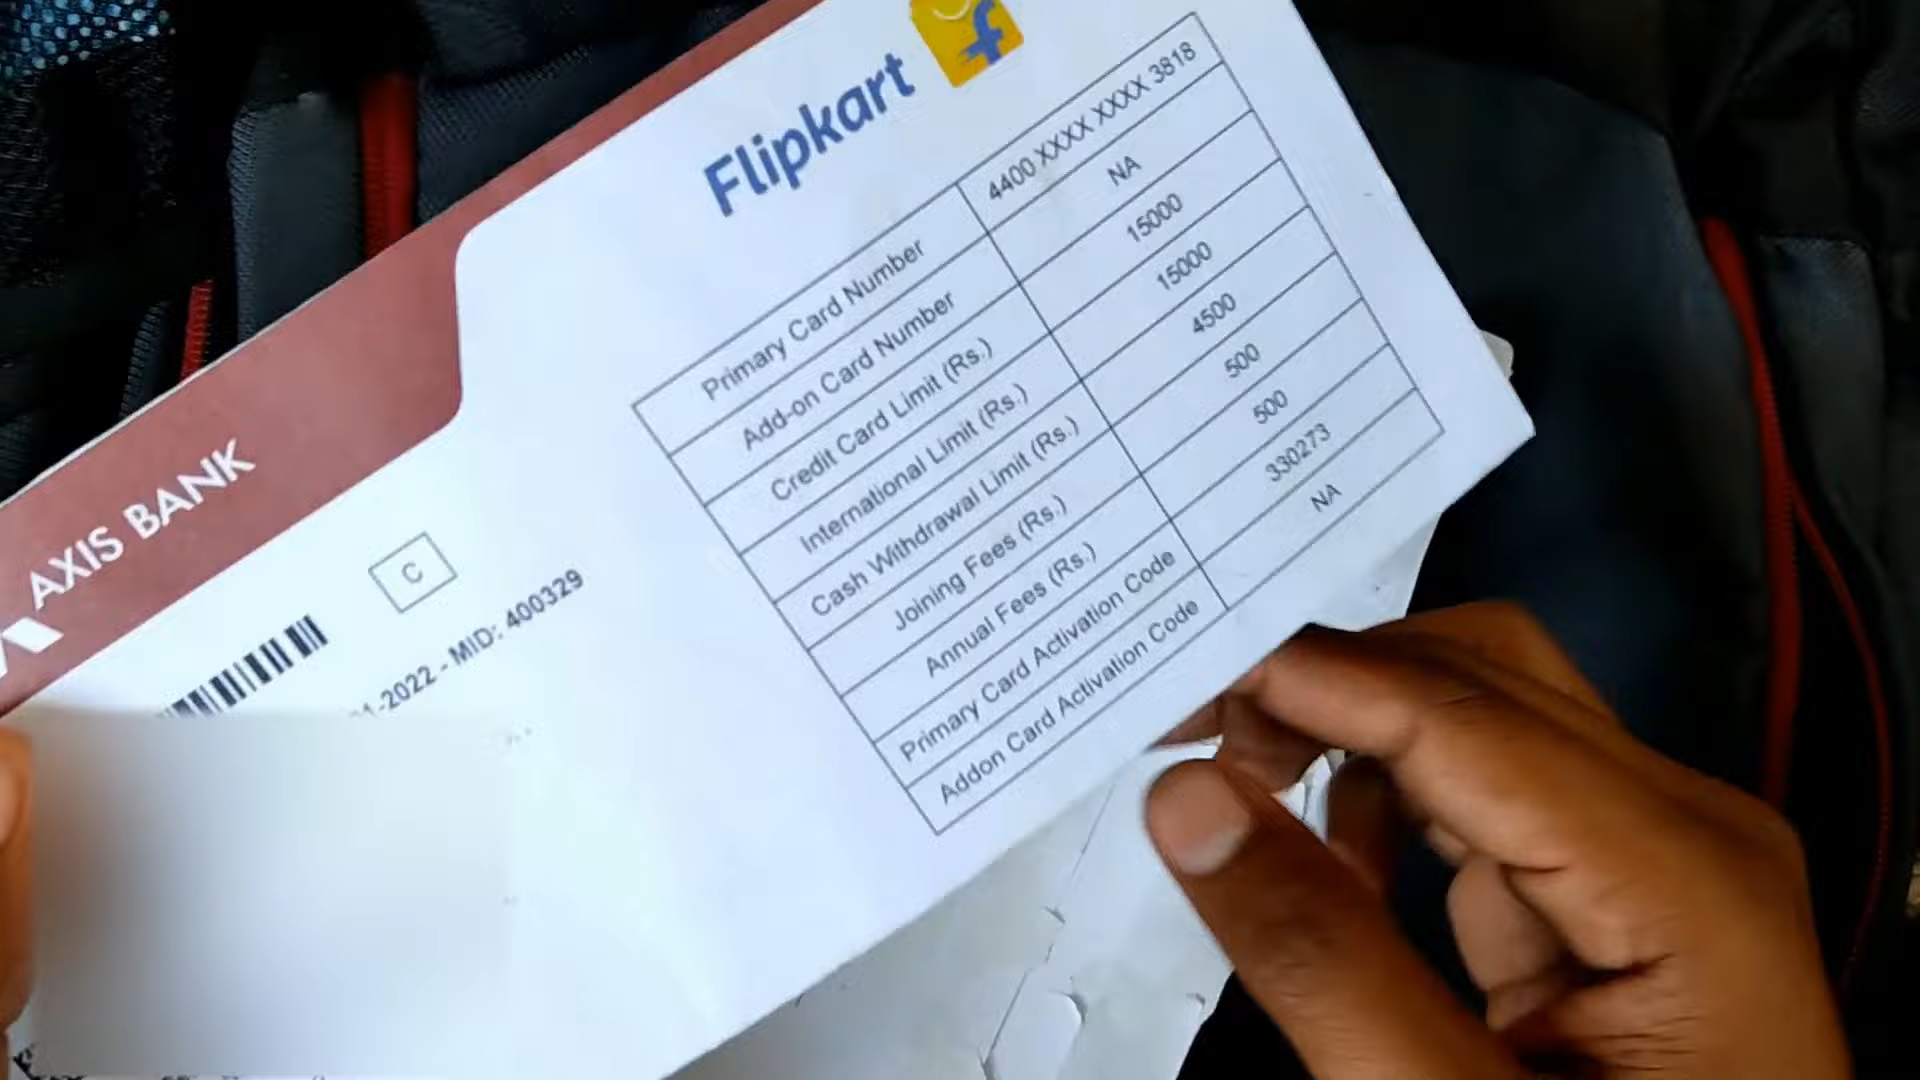 AXIS BANK
Flipkart
C
1-2022 - MID: 400329
Primary Card Number 4400 XXXX XXXX 3818
Add-on Card Number NA
Credit Card Limit (Rs.) 15000
International Limit (Rs.) 15000
Cash Withdrawal Limit (Rs.) 4500
Joining Fees (Rs.) 500
Annual Fees (Rs.) 500
Primary Card Activation Code 330273
Addon Card Activation Code NA